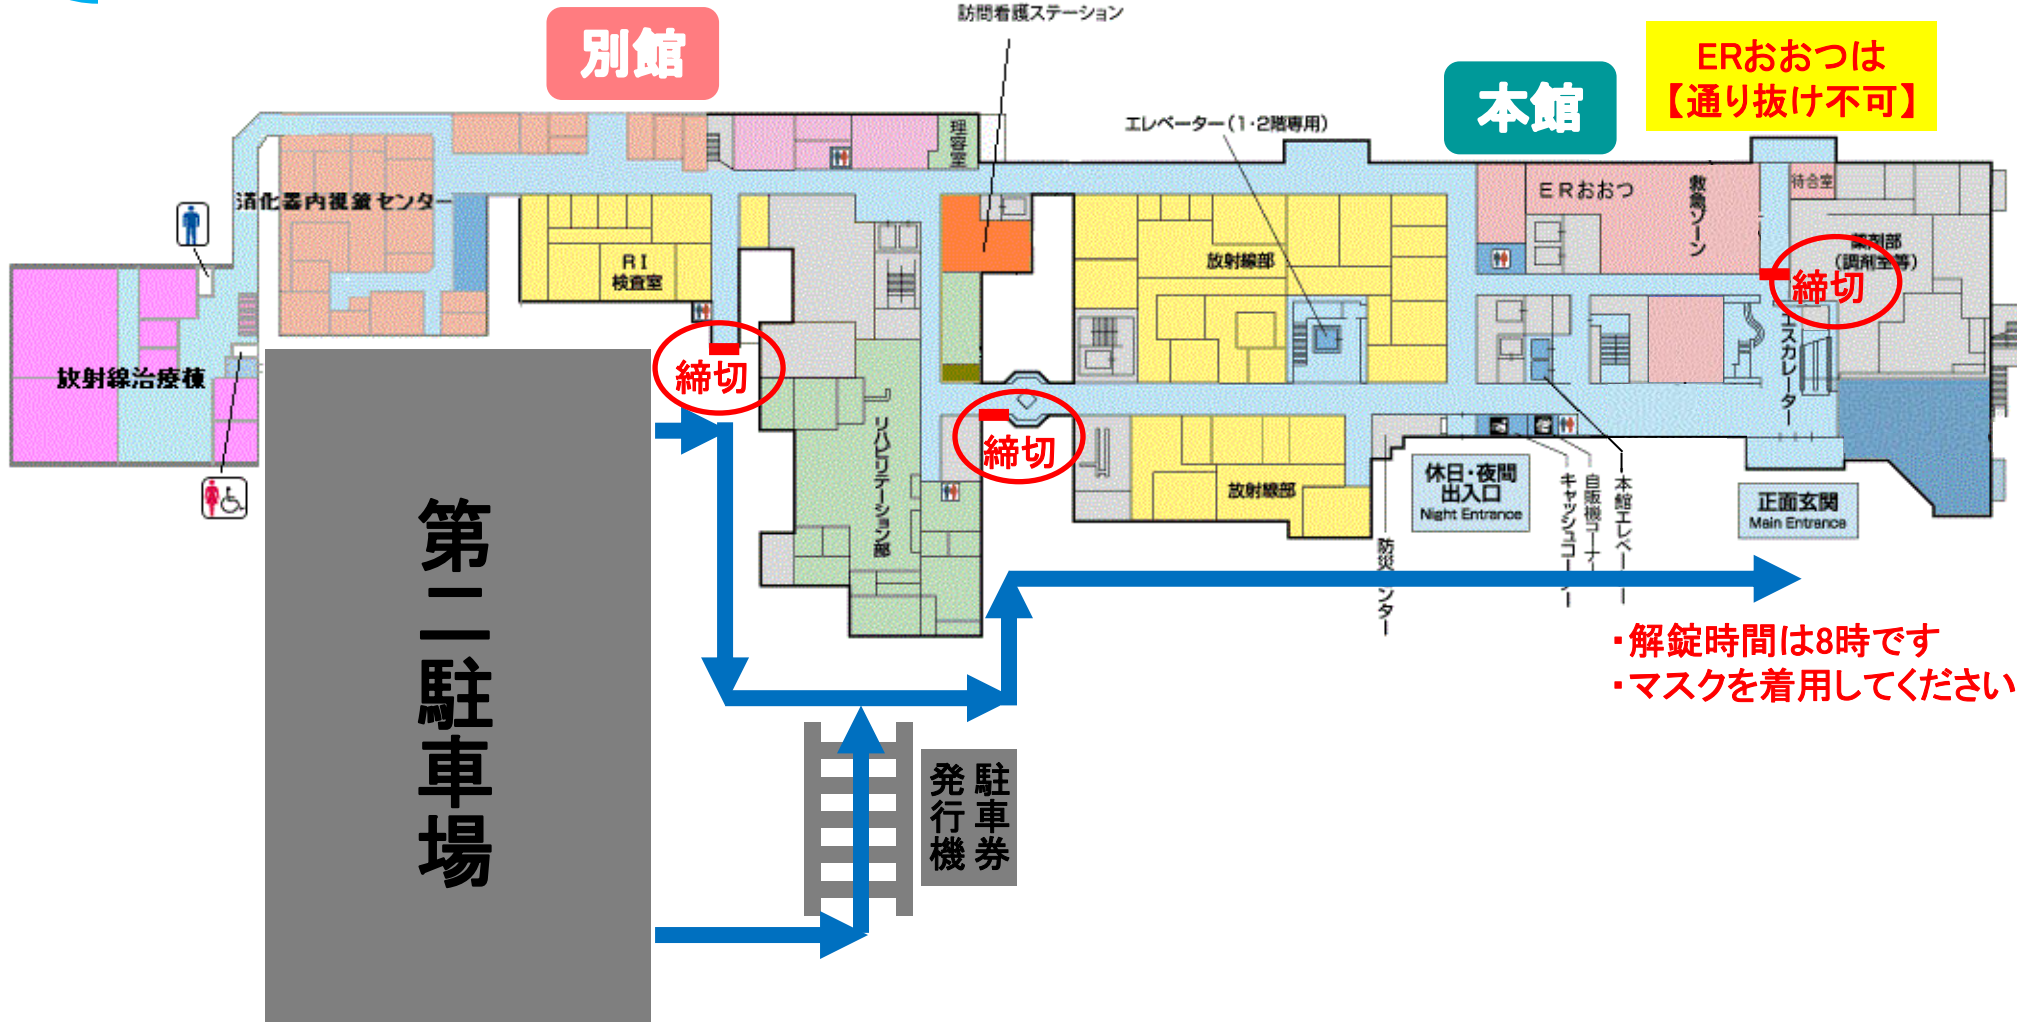 訪問看護ステーション
別館
本館
ERおおつは
【通り抜け不可】
エレベーター(1・2階専用)
理容室
消化器内視鏡センター
ERおおつ
救急ゾーン
待合室
RI
検査室
放射線部
薬剤部
(調剤室等)
締切
エスカレーター
放射線治療棟
締切
締切
リハビリテーション部
放射線部
休日・夜間
出入口
Night Entrance
防災センター
キャッシュコーナー
自販機コーナー
本館エレベーター
正面玄関
Main Entrance
第二駐車場
・解錠時間は8時です
・マスクを着用してください
駐車券
発行機